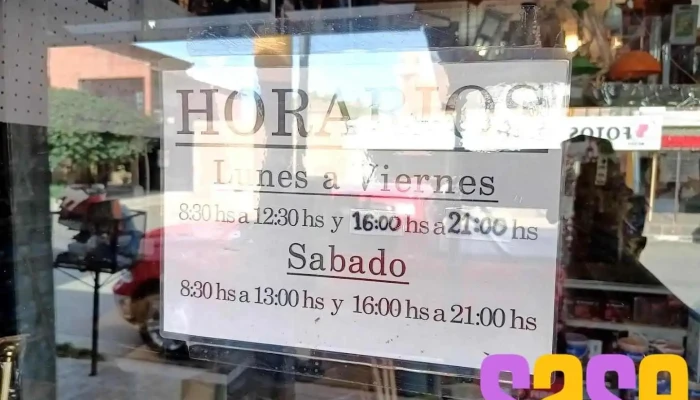 HORARIOS
Lunes a Viernes
8:30 hs a 12:30 hs y 16:00 hs a 21:00 hs
Sabado
8:30 hs a 13:00 hs y 16:00 hs a 21:00 hs
FOTOS